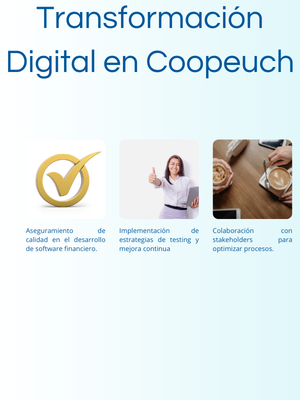 Transformación
Digital en Coopeuch
Aseguramiento de
calidad en el desarrollo
de software financiero.
Implementación de
estrategias de testing y
mejora continua
Colaboración con
stakeholders para
optimizar procesos.